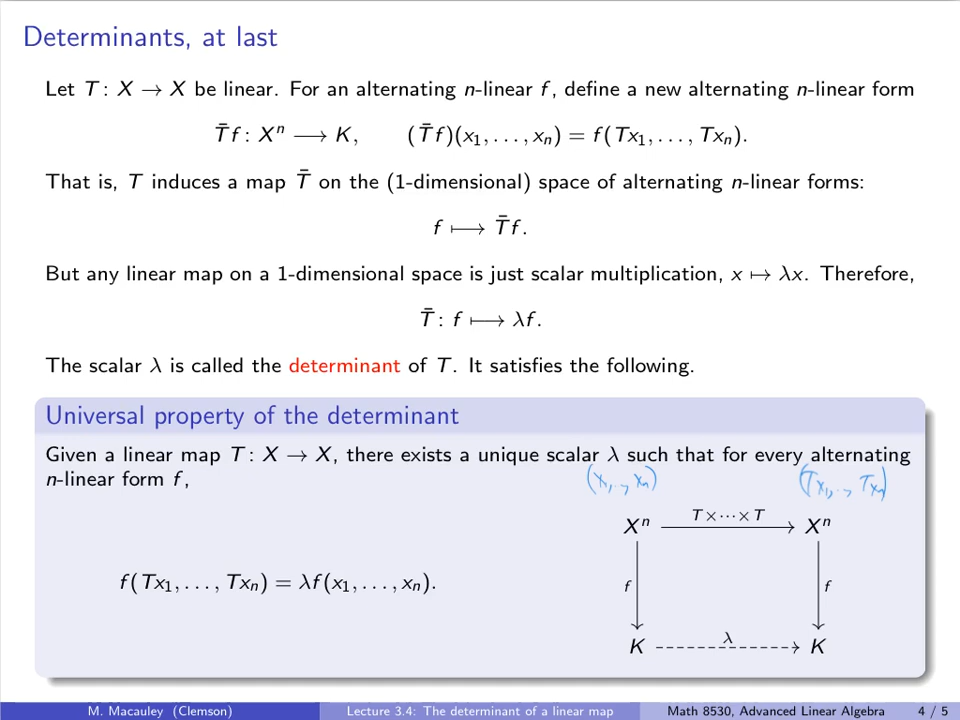 Determinants, at last
Let T : X → X be linear. For an alternating n-linear f, define a new alternating n-linear form
T̄f : Xⁿ ⟶ K, (T̄f)(x₁, . . . , xₙ) = f(Tx₁, . . . , Txₙ).
That is, T induces a map T̄ on the (1-dimensional) space of alternating n-linear forms:
f ⟼ T̄f.
But any linear map on a 1-dimensional space is just scalar multiplication, x ↦ λx. Therefore,
T̄ : f ⟼ λf.
The scalar λ is called the determinant of T. It satisfies the following.
Universal property of the determinant
Given a linear map T : X → X, there exists a unique scalar λ such that for every alternating
n-linear form f,
(x₁, .., xₙ) (Tx₁, .., Txₙ)
T×···×T
Xⁿ Xⁿ
f(Tx₁, . . . , Txₙ) = λf(x₁, . . . , xₙ).
f f
λ
K K
M. Macauley (Clemson) Lecture 3.4: The determinant of a linear map Math 8530, Advanced Linear Algebra 4 / 5